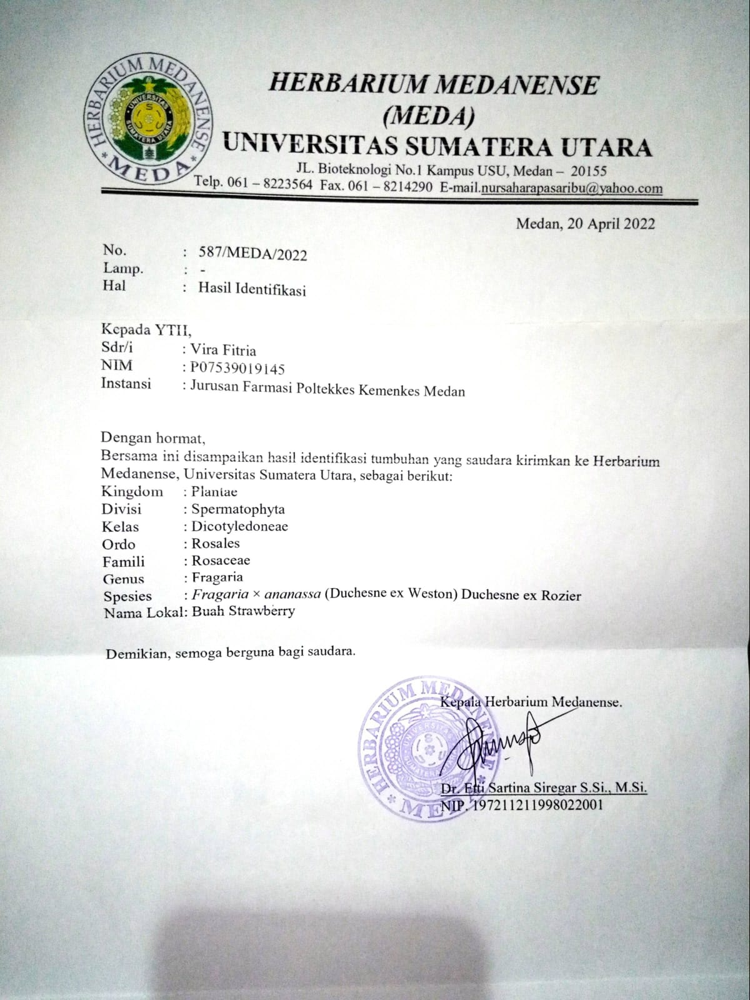 HERBARIUM MEDANENSE
MEDA
UNIVERSITAS
SUMATERA UTARA
HERBARIUM MEDANENSE
(MEDA)
UNIVERSITAS SUMATERA UTARA
JL. Bioteknologi No.1 Kampus USU, Medan – 20155
Telp. 061 – 8223564 Fax. 061 – 8214290 E-mail.nursaharapasaribu@yahoo.com
Medan, 20 April 2022
No. : 587/MEDA/2022
Lamp. : -
Hal : Hasil Identifikasi
Kepada YTH,
Sdr/i : Vira Fitria
NIM : P07539019145
Instansi : Jurusan Farmasi Poltekkes Kemenkes Medan
Dengan hormat,
Bersama ini disampaikan hasil identifikasi tumbuhan yang saudara kirimkan ke Herbarium
Medanense, Universitas Sumatera Utara, sebagai berikut:
Kingdom : Plantae
Divisi : Spermatophyta
Kelas : Dicotyledoneae
Ordo : Rosales
Famili : Rosaceae
Genus : Fragaria
Spesies : Fragaria × ananassa (Duchesne ex Weston) Duchesne ex Rozier
Nama Lokal: Buah Strawberry
Demikian, semoga berguna bagi saudara.
Kepala Herbarium Medanense.
HERBARIUM MEDANENSE
MEDA
UNIVERSITAS
SUMATERA UTARA
Dr. Etti Sartina Siregar S.Si., M.Si.
NIP. 197211211998022001